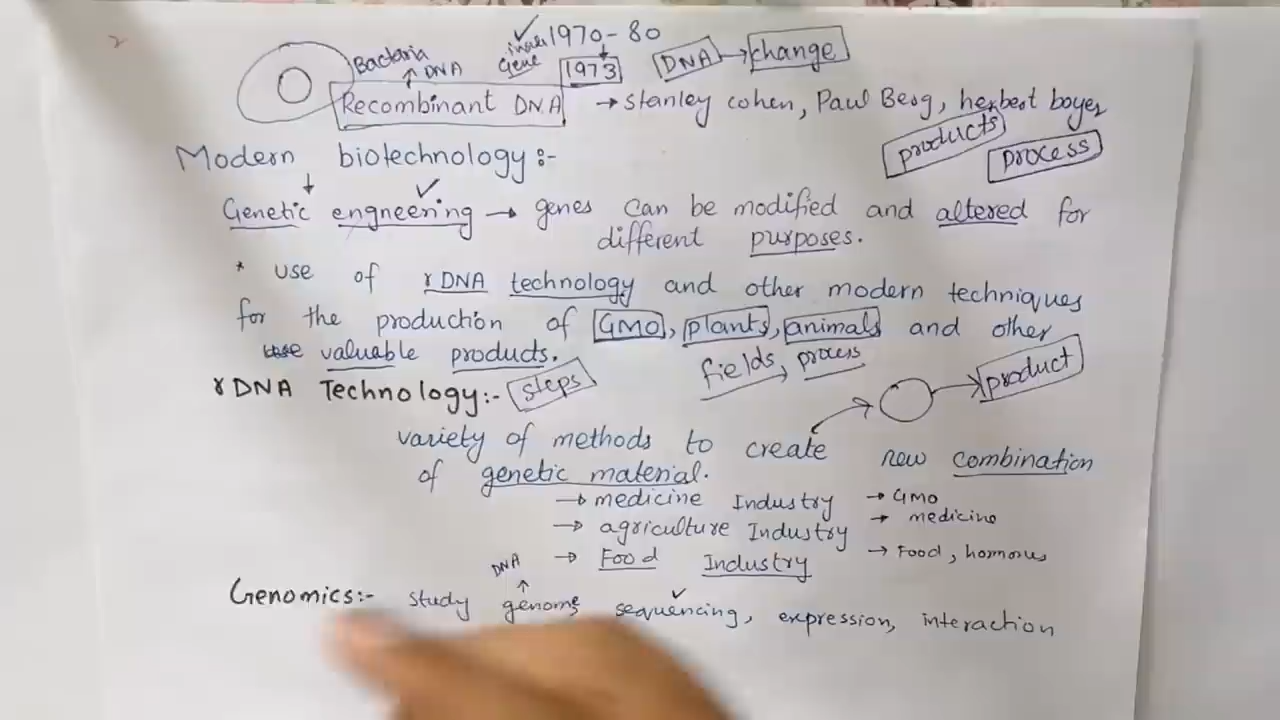 1970-80
Bacteria
DNA
Gene
1973
DNA → change
Recombinant DNA → Stanley cohen, Paul Berg, herbert boyer
products
process
Modern biotechnology :-
Genetic engneering → genes can be modified and altered for
different purposes.
* use of rDNA technology and other modern techniques
for the production of GMO, plants, animals and other
valuable products.
fields, process
rDNA Technology:- steps
product
variety of methods to create new combination
of genetic material.
→ medicine Industry → GMO
→ agriculture Industry → medicine
→ Food Industry → Food, hormones
DNA
Genomics:- study genome sequencing, expression, interaction